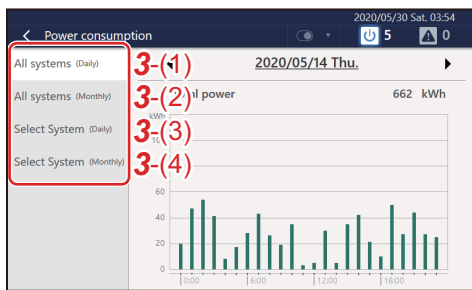 2020/05/30 Sat. 03:54
Power consumption
5
0
All systems (Daily)
3-(1)
2020/05/14 Thu.
All systems (Monthly)
3-(2)
power
662 kWh
Select System (Daily)
3-(3)
kWh
Select System (Monthly)
3-(4)
60
40
20
0
0:00
6:00
12:00
18:00